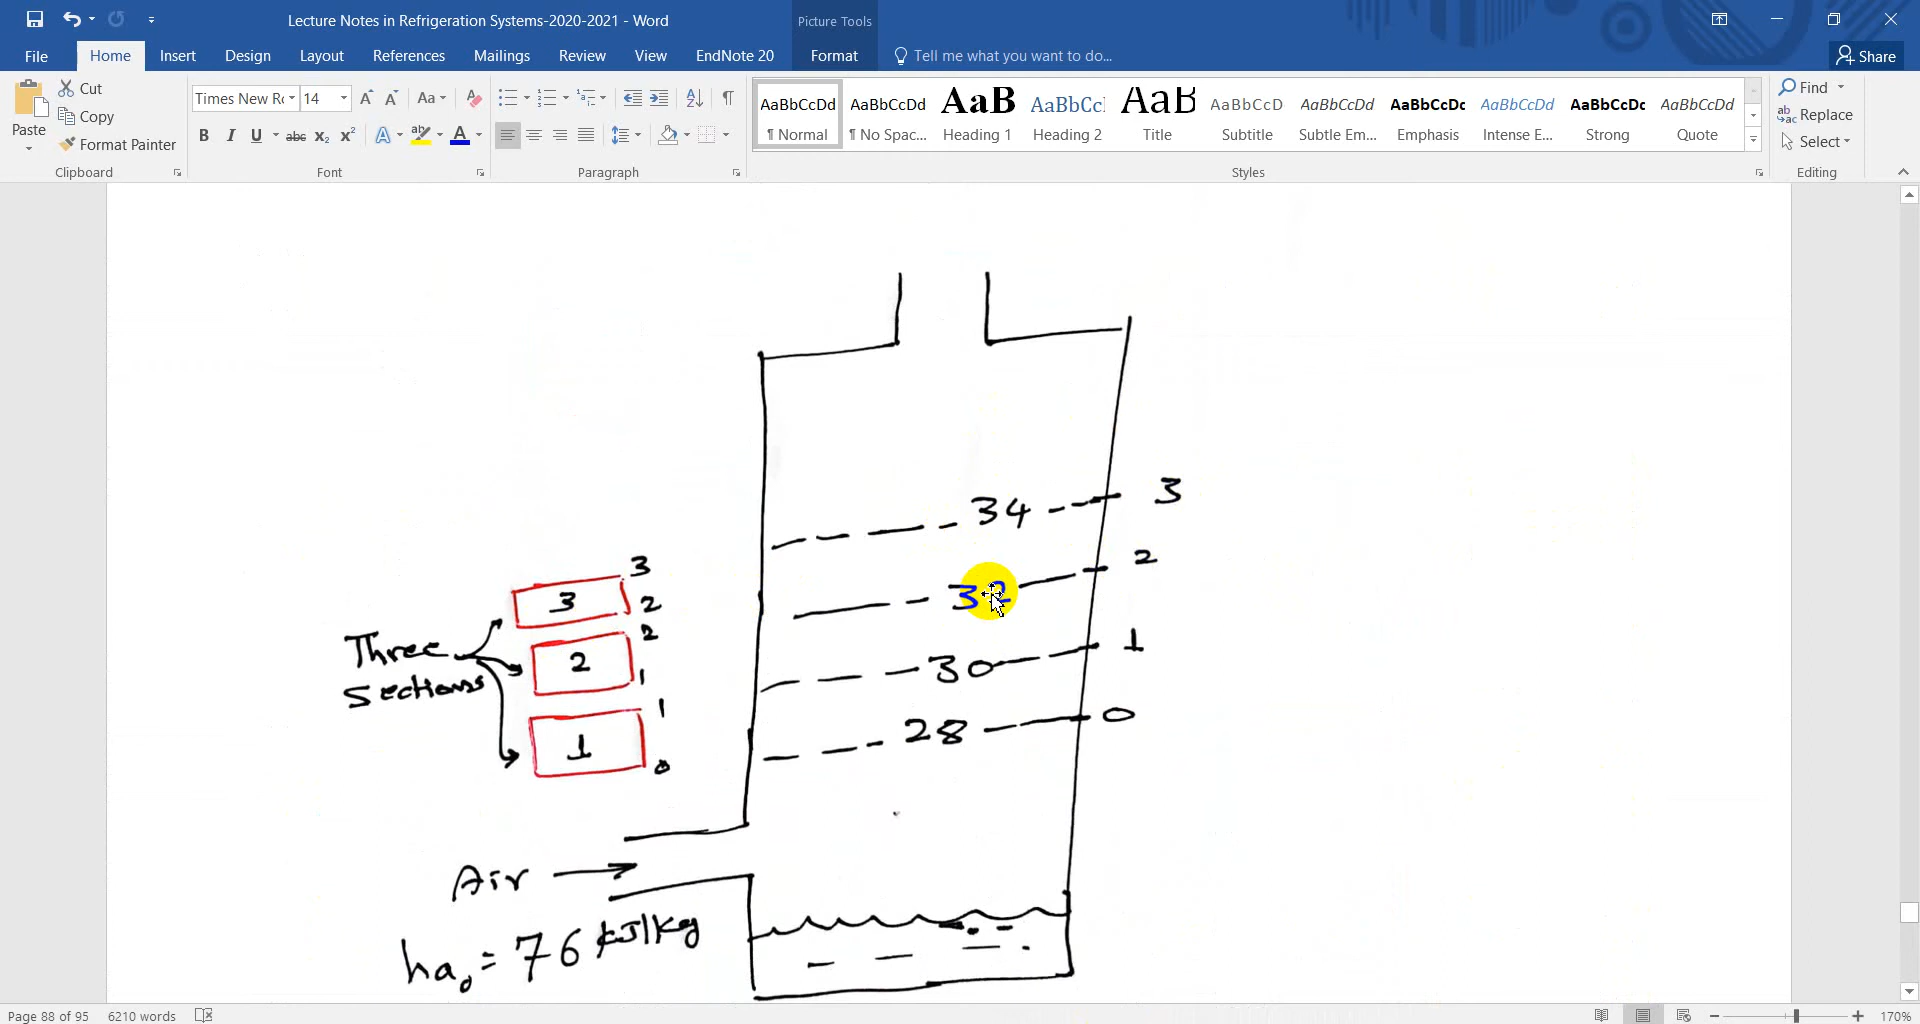 Lecture Notes in Refrigeration Systems-2020-2021 - Word
Picture Tools
File Home Insert Design Layout References Mailings Review View EndNote 20 Format Tell me what you want to do... Share
Paste
Cut
Copy
Format Painter
Clipboard
Times New Ro 14
Font
Paragraph
AaBbCcDd AaBbCcDd AaB AaBbCc AaB AaBbCcD AaBbCcDd AaBbCcDc AaBbCcDd AaBbCcDc AaBbCcDd
¶ Normal ¶ No Spac... Heading 1 Heading 2 Title Subtitle Subtle Em... Emphasis Intense E... Strong Quote
Styles
Find
Replace
Select
Editing
34 3
32 2
30 1
28 0
Three
Sections
3 3
2
2 2
1
1 1
0
Air
ha₀ = 76 kJ/kg
Page 88 of 95 6210 words 170%